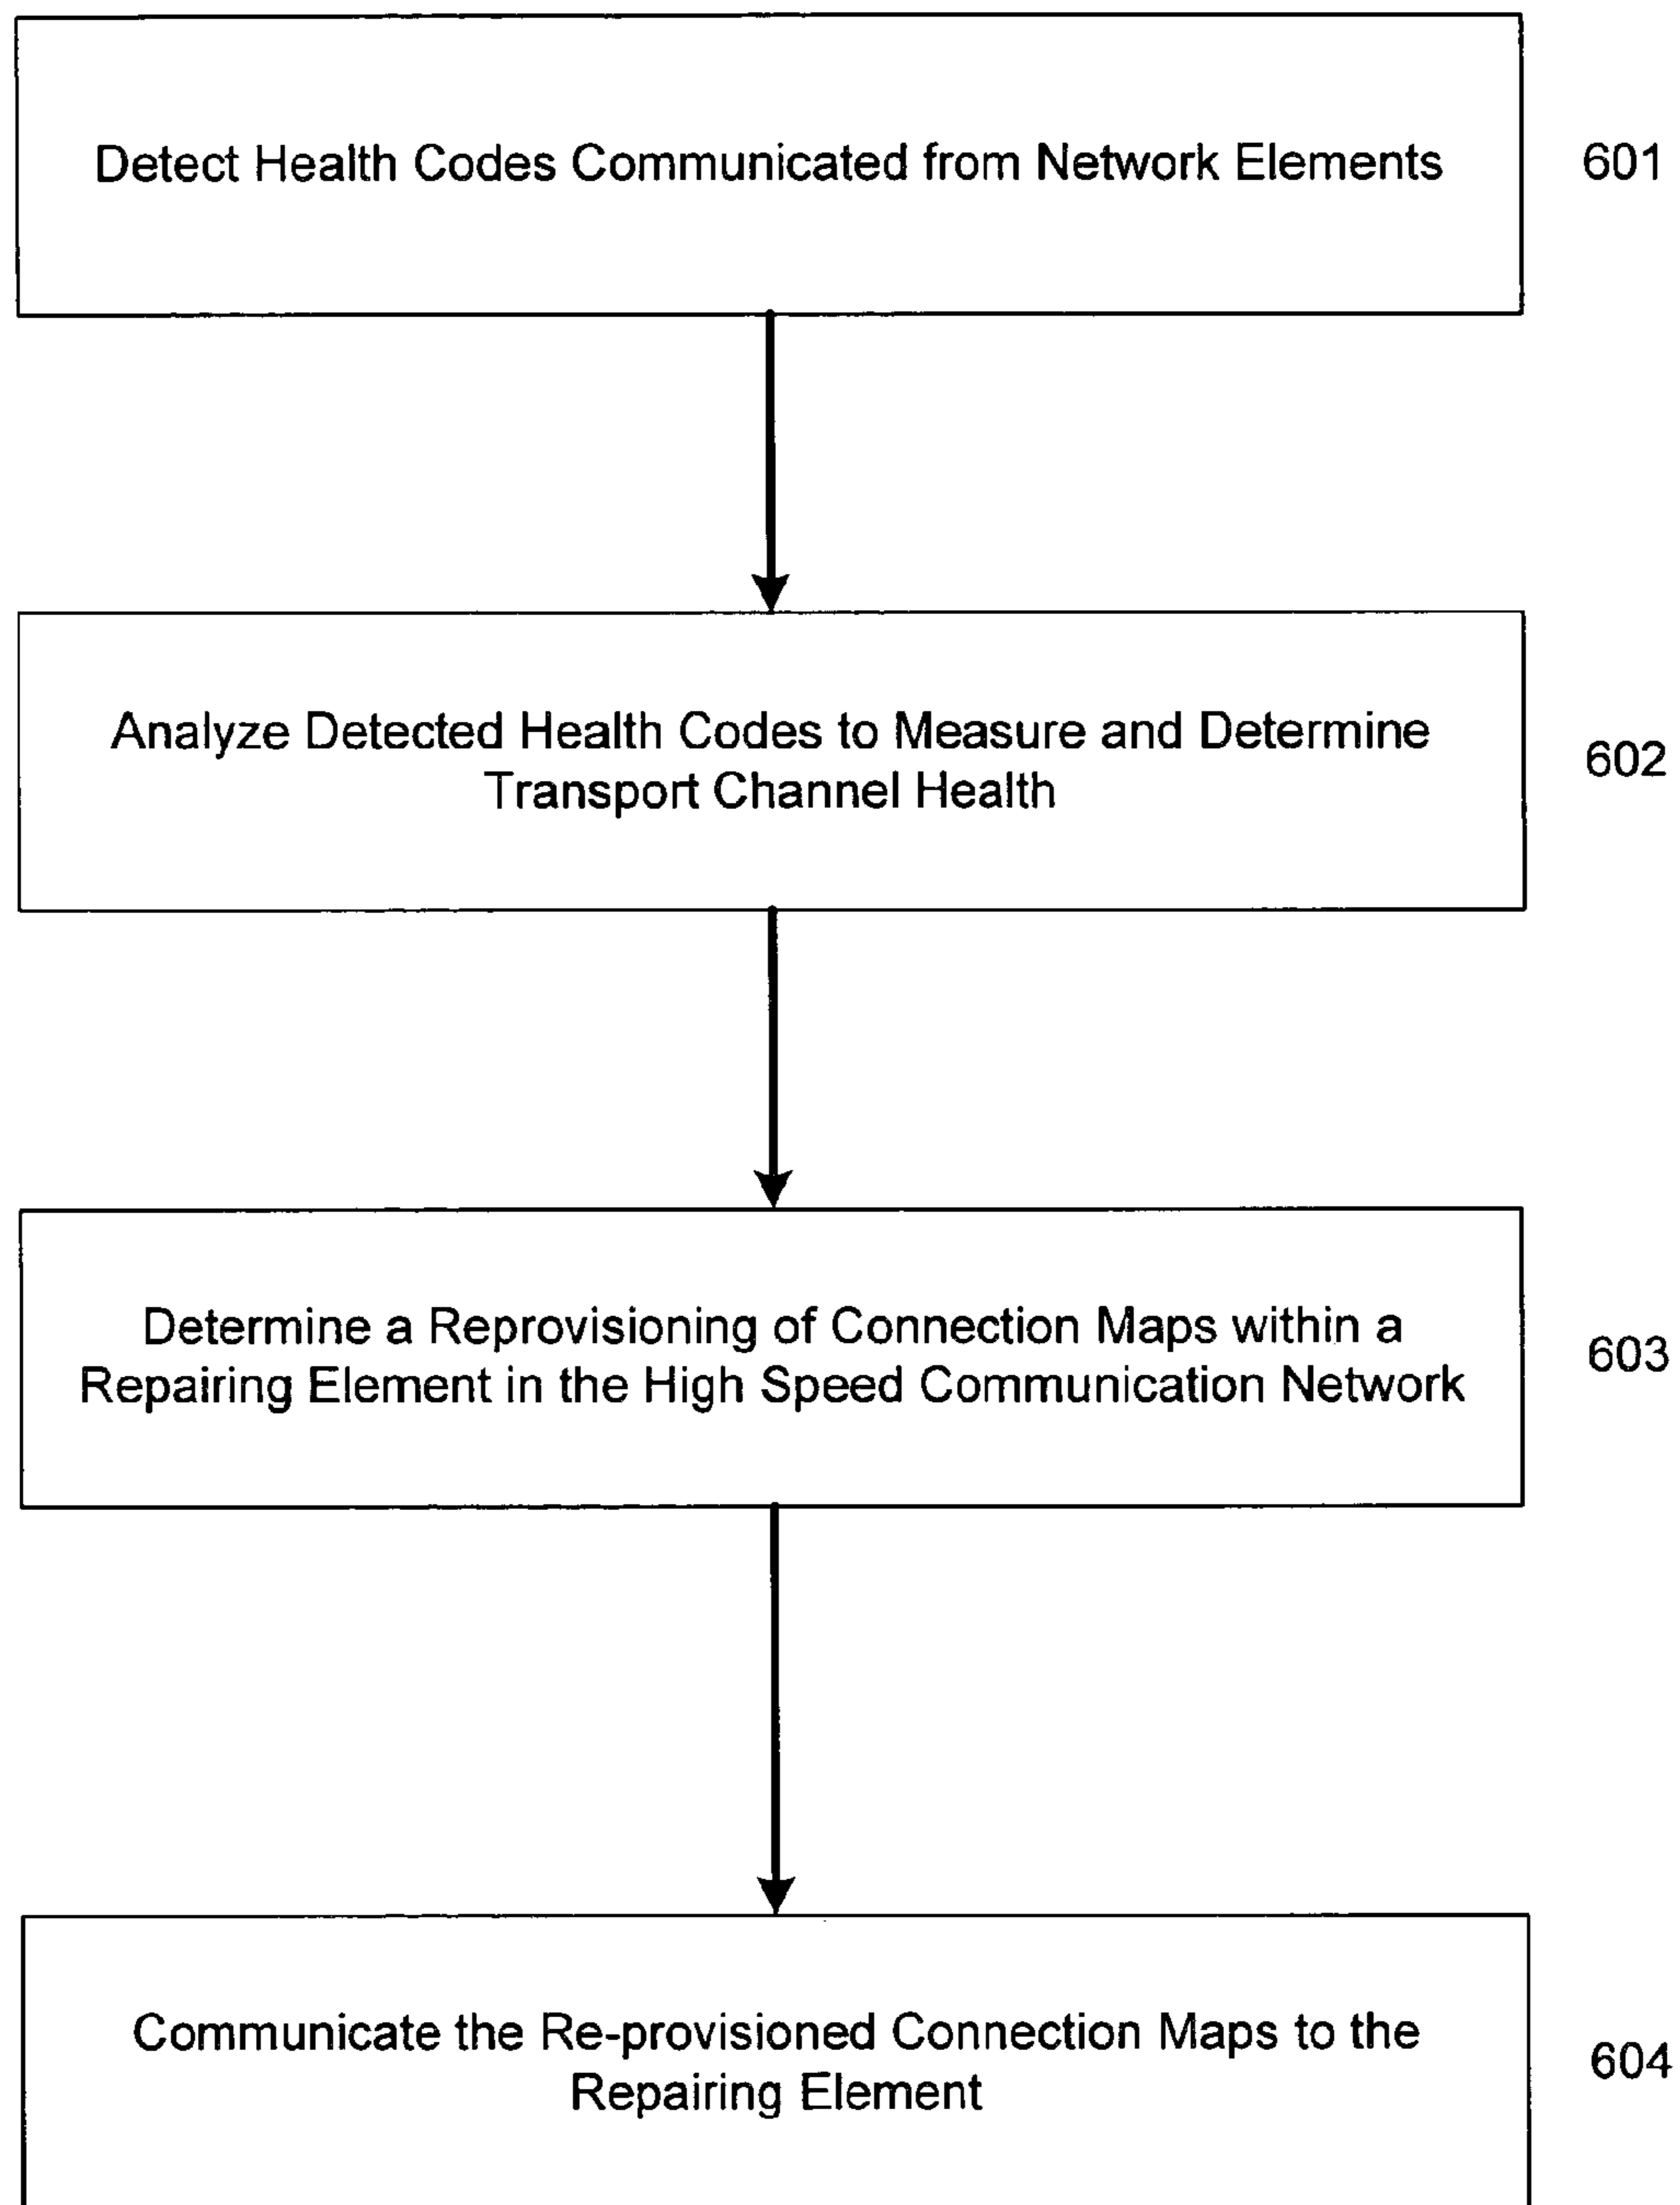 Detect Health Codes Communicated from Network Elements
601
Analyze Detected Health Codes to Measure and Determine
Transport Channel Health
602
Determine a Reprovisioning of Connection Maps within a
Repairing Element in the High Speed Communication Network
603
Communicate the Re-provisioned Connection Maps to the
Repairing Element
604